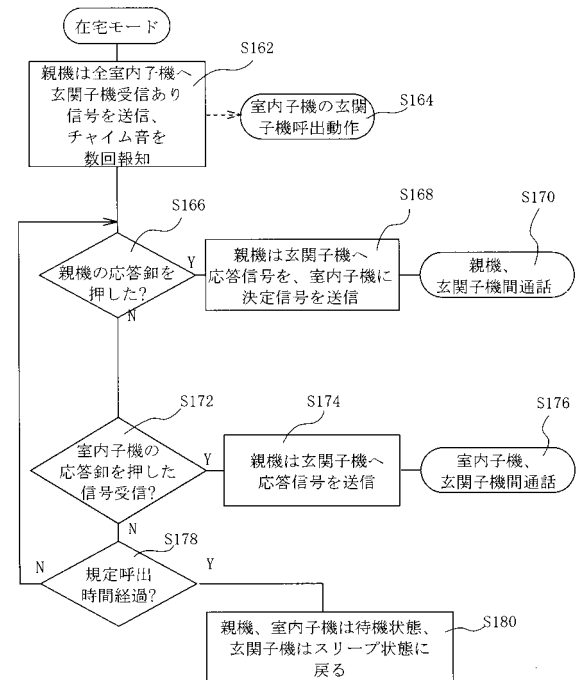 在宅モード
S162
親機は全室内子機へ
玄関子機受信あり
信号を送信、
チャイム音を
数回報知
S164
室内子機の玄関
子機呼出動作
S166
親機の応答釦を
押した?
Y
N
S168
親機は玄関子機へ
応答信号を、室内子機に
決定信号を送信
S170
親機、
玄関子機間通話
S172
室内子機の
応答釦を押した
信号受信?
Y
N
S174
親機は玄関子機へ
応答信号を送信
S176
室内子機、
玄関子機間通話
S178
規定呼出
時間経過?
N
Y
S180
親機、室内子機は待機状態、
玄関子機はスリープ状態に
戻る